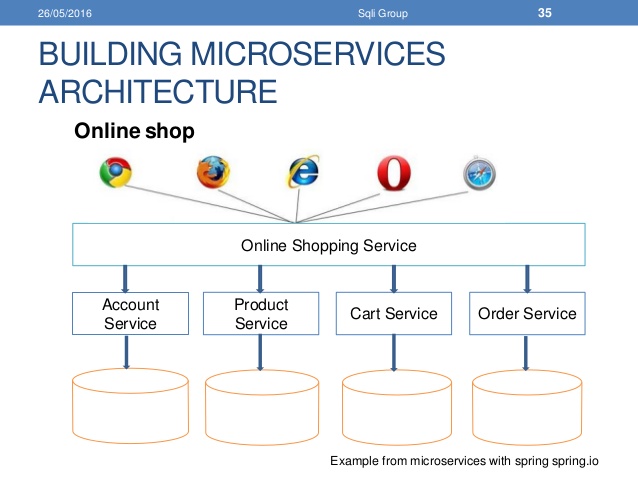 26/05/2016 Sqli Group 35
BUILDING MICROSERVICES
ARCHITECTURE
Online shop
Online Shopping Service
Account
Service
Product
Service
Cart Service
Order Service
Example from microservices with spring spring.io